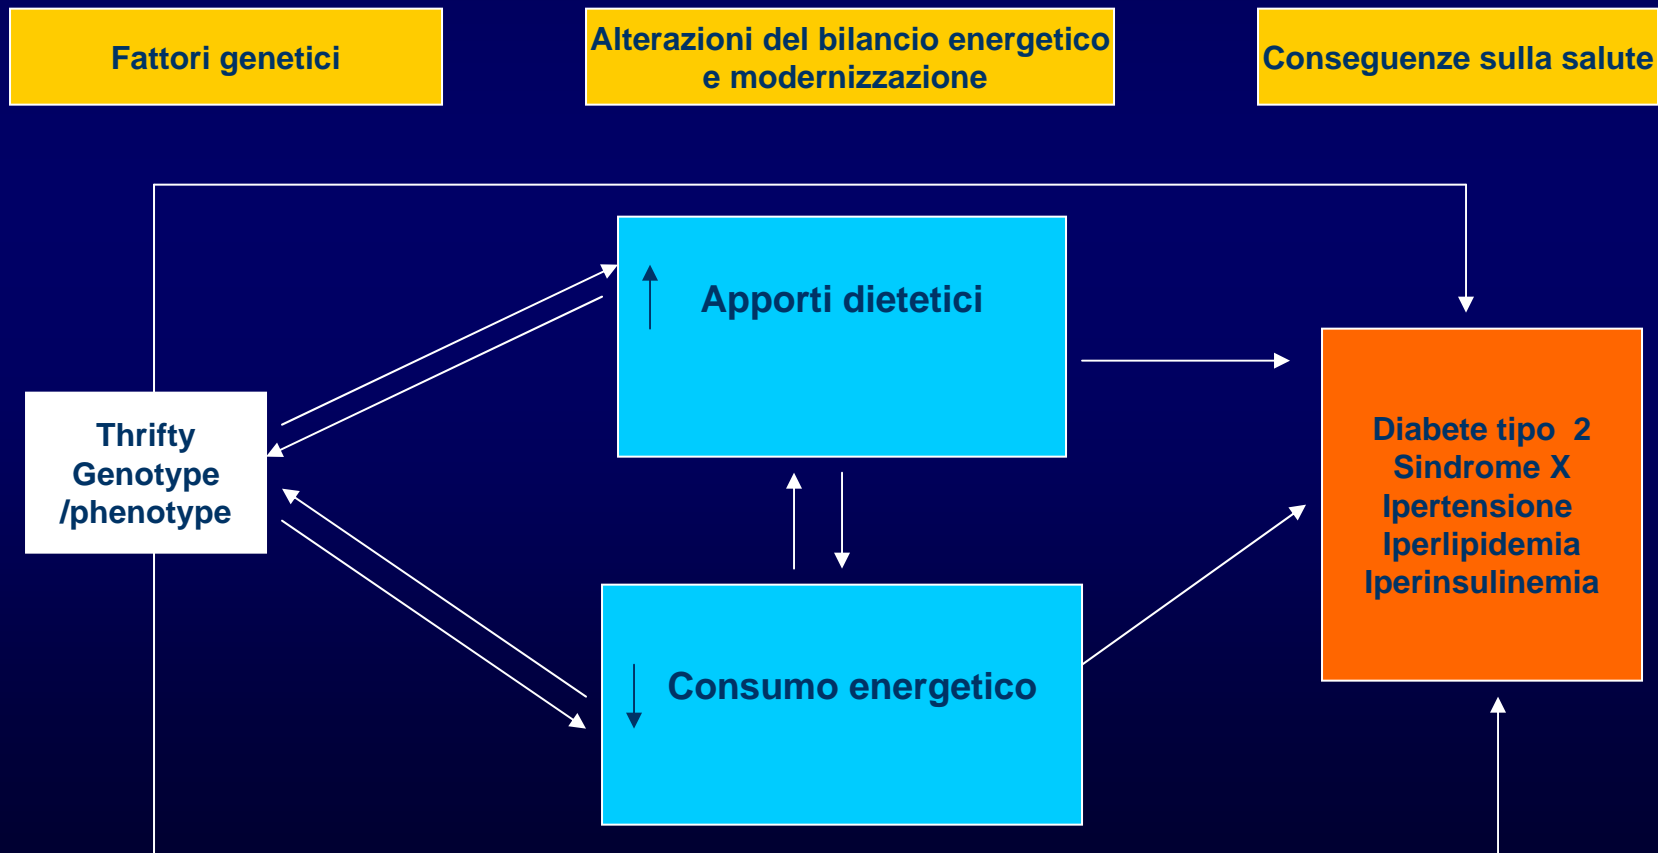 Fattori genetici
Alterazioni del bilancio energetico
e modernizzazione
Conseguenze sulla salute
Apporti dietetici
Thrifty
Genotype
/phenotype
Consumo energetico
Diabete tipo 2
Sindrome X
Ipertensione
Iperlipidemia
Iperinsulinemia